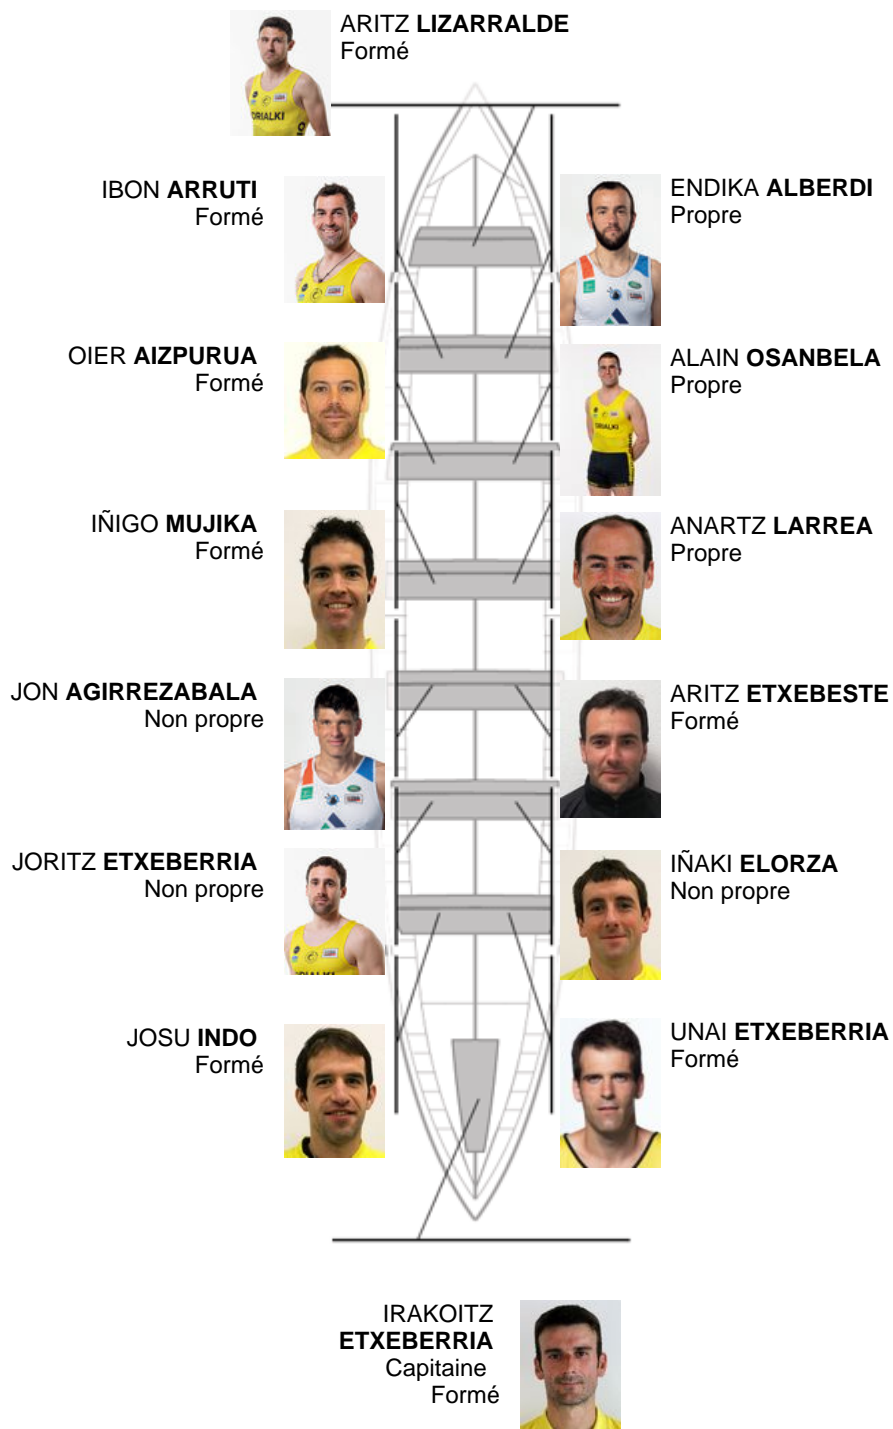 ARITZ LIZARRALDE
Formé
ORIALKI
IBON ARRUTI
Formé
ENDIKA ALBERDI
Propre
OIER AIZPURUA
Formé
ALAIN OSANBELA
Propre
ORIALKI
IÑIGO MUJIKA
Formé
ANARTZ LARREA
Propre
JON AGIRREZABALA
Non propre
ARITZ ETXEBESTE
Formé
JORITZ ETXEBERRIA
Non propre
IÑAKI ELORZA
Non propre
JOSU INDO
Formé
UNAI ETXEBERRIA
Formé
IRAKOITZ
ETXEBERRIA
Capitaine
Formé